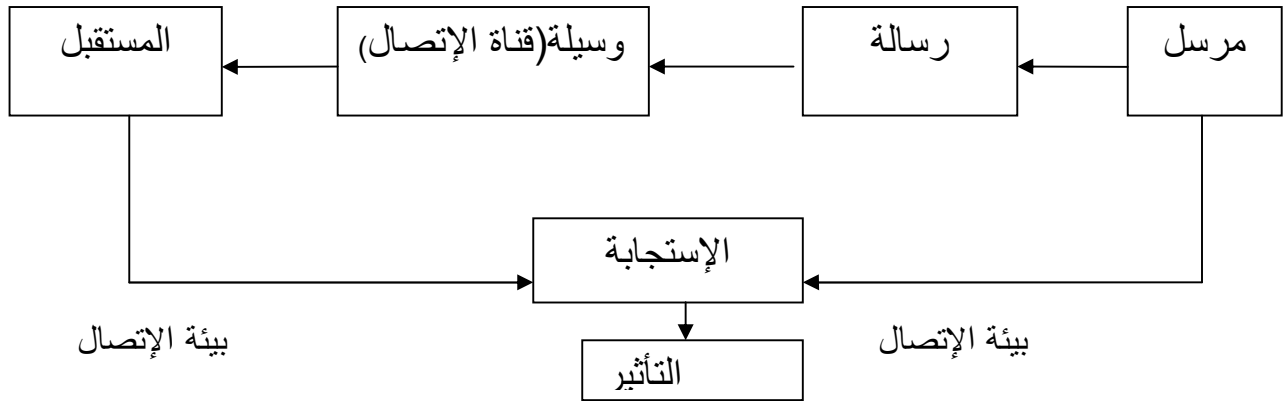 مرسل
رسالة
وسيلة(قناة الإتصال)
المستقبل
الإستجابة
بيئة الإتصال
بيئة الإتصال
التأثير